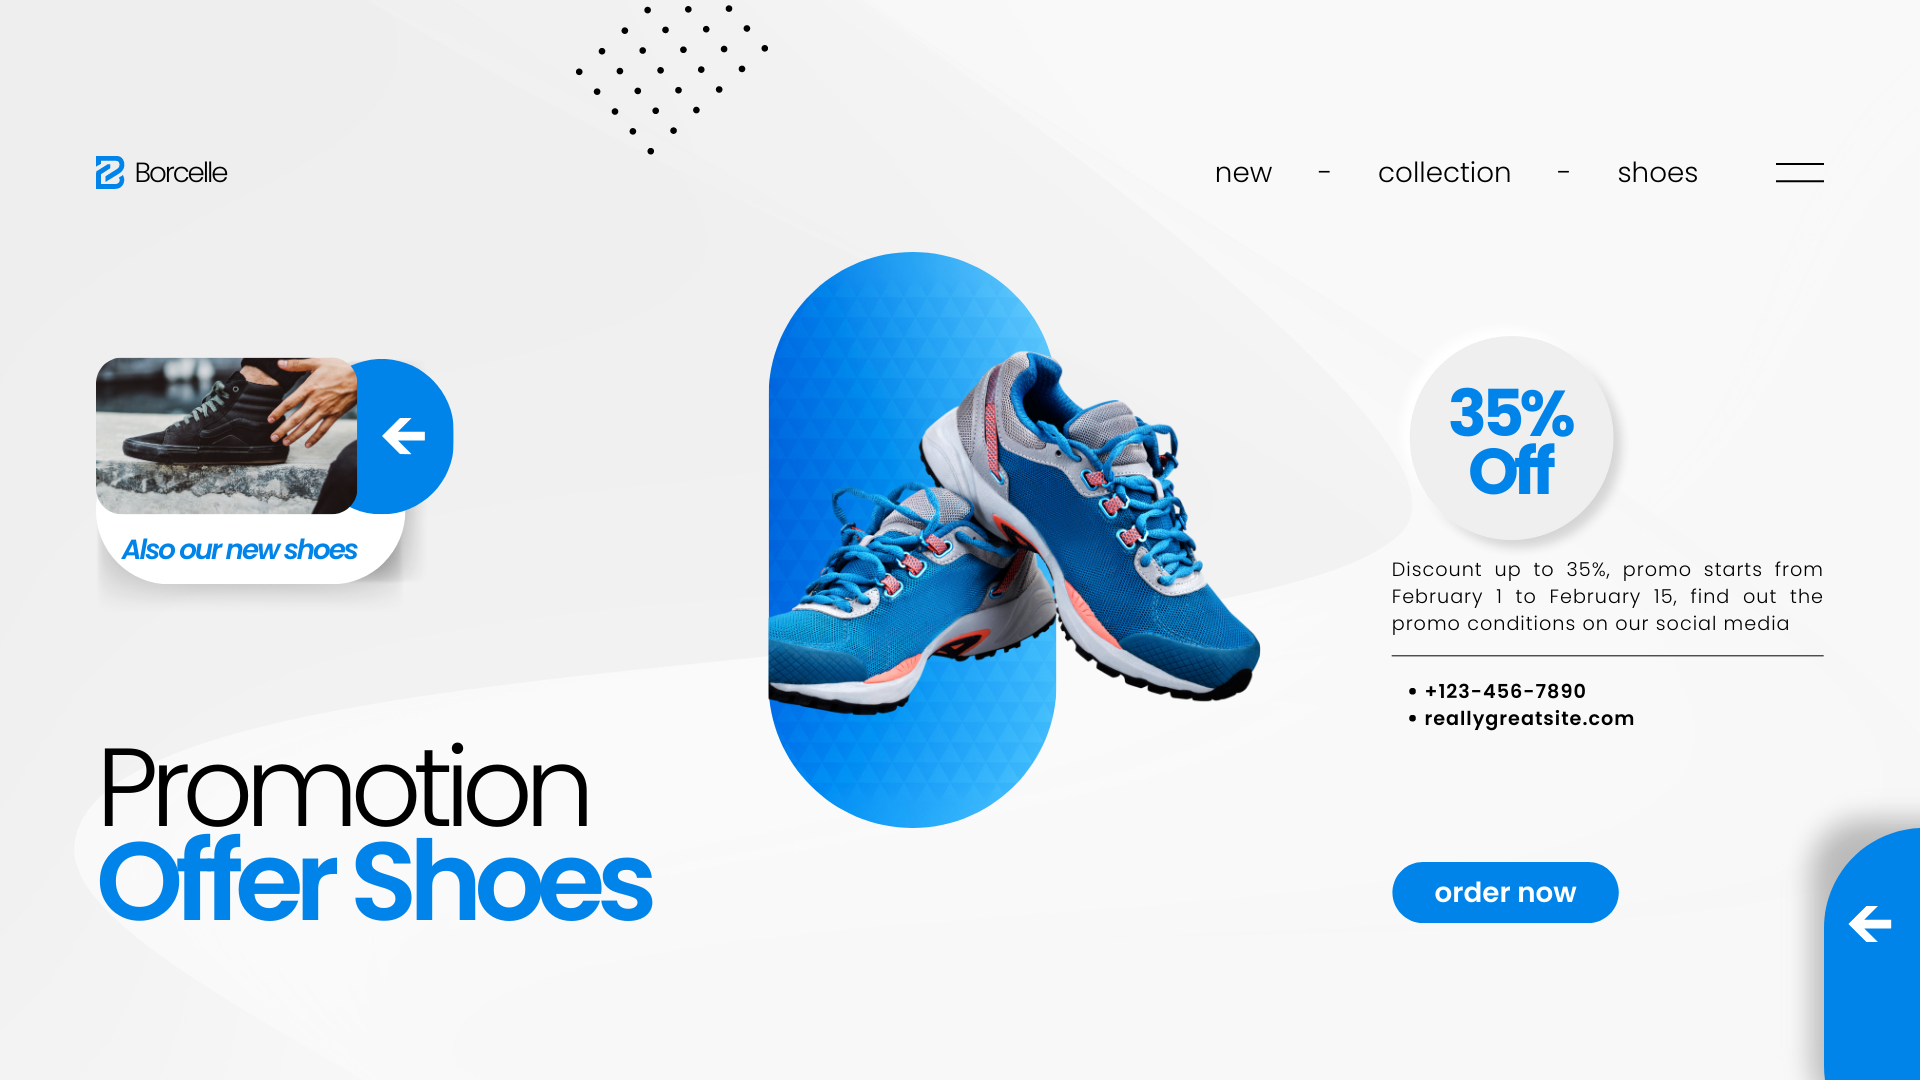 Borcelle
new - collection - shoes
Also our new shoes
35%
Off
Discount up to 35%, promo starts from
February 1 to February 15, find out the
promo conditions on our social media
• +123-456-7890
• reallygreatsite.com
Promotion
Offer Shoes
order now